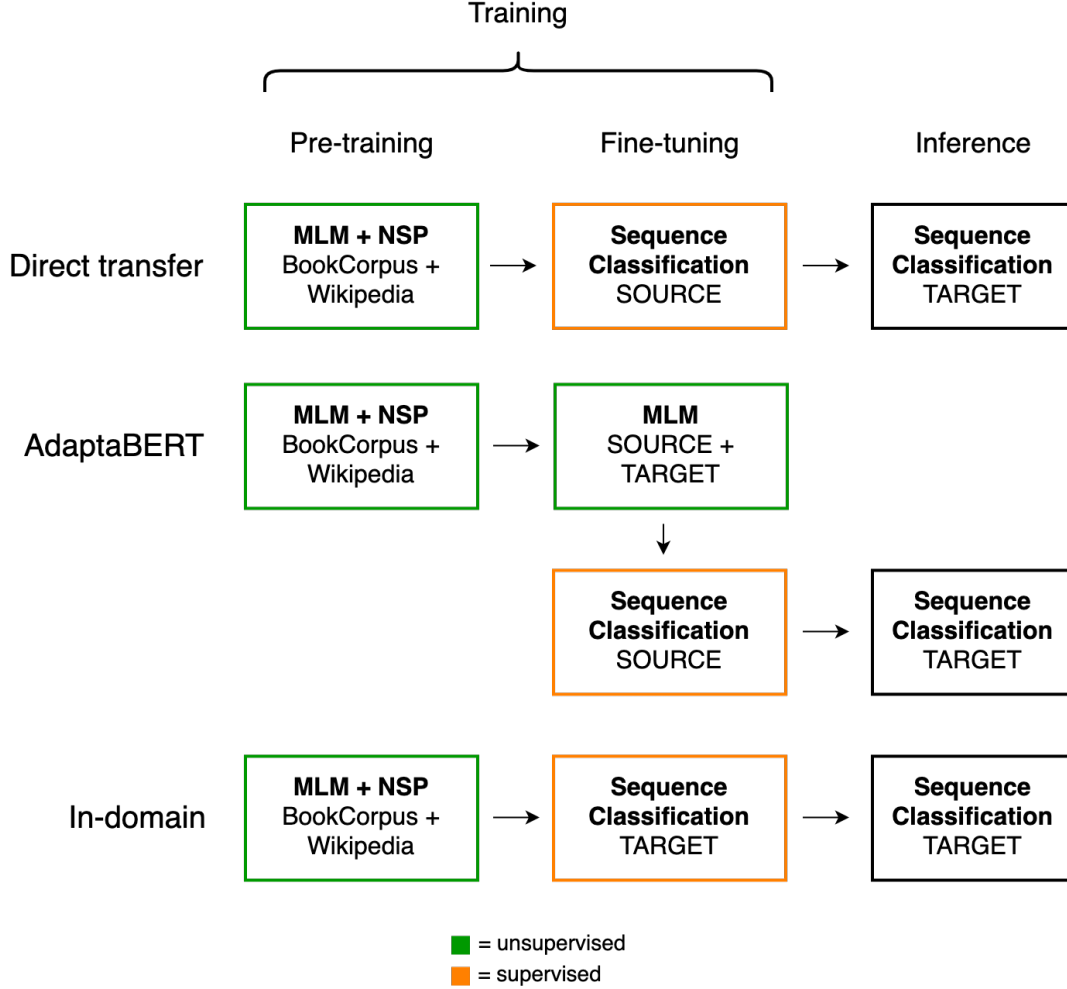 Training
Pre-training
Fine-tuning
Inference
Direct transfer
MLM + NSP
BookCorpus +
Wikipedia
Sequence
Classification
SOURCE
Sequence
Classification
TARGET
AdaptaBERT
MLM + NSP
BookCorpus +
Wikipedia
MLM
SOURCE +
TARGET
Sequence
Classification
SOURCE
Sequence
Classification
TARGET
In-domain
MLM + NSP
BookCorpus +
Wikipedia
Sequence
Classification
TARGET
Sequence
Classification
TARGET
= unsupervised
= supervised